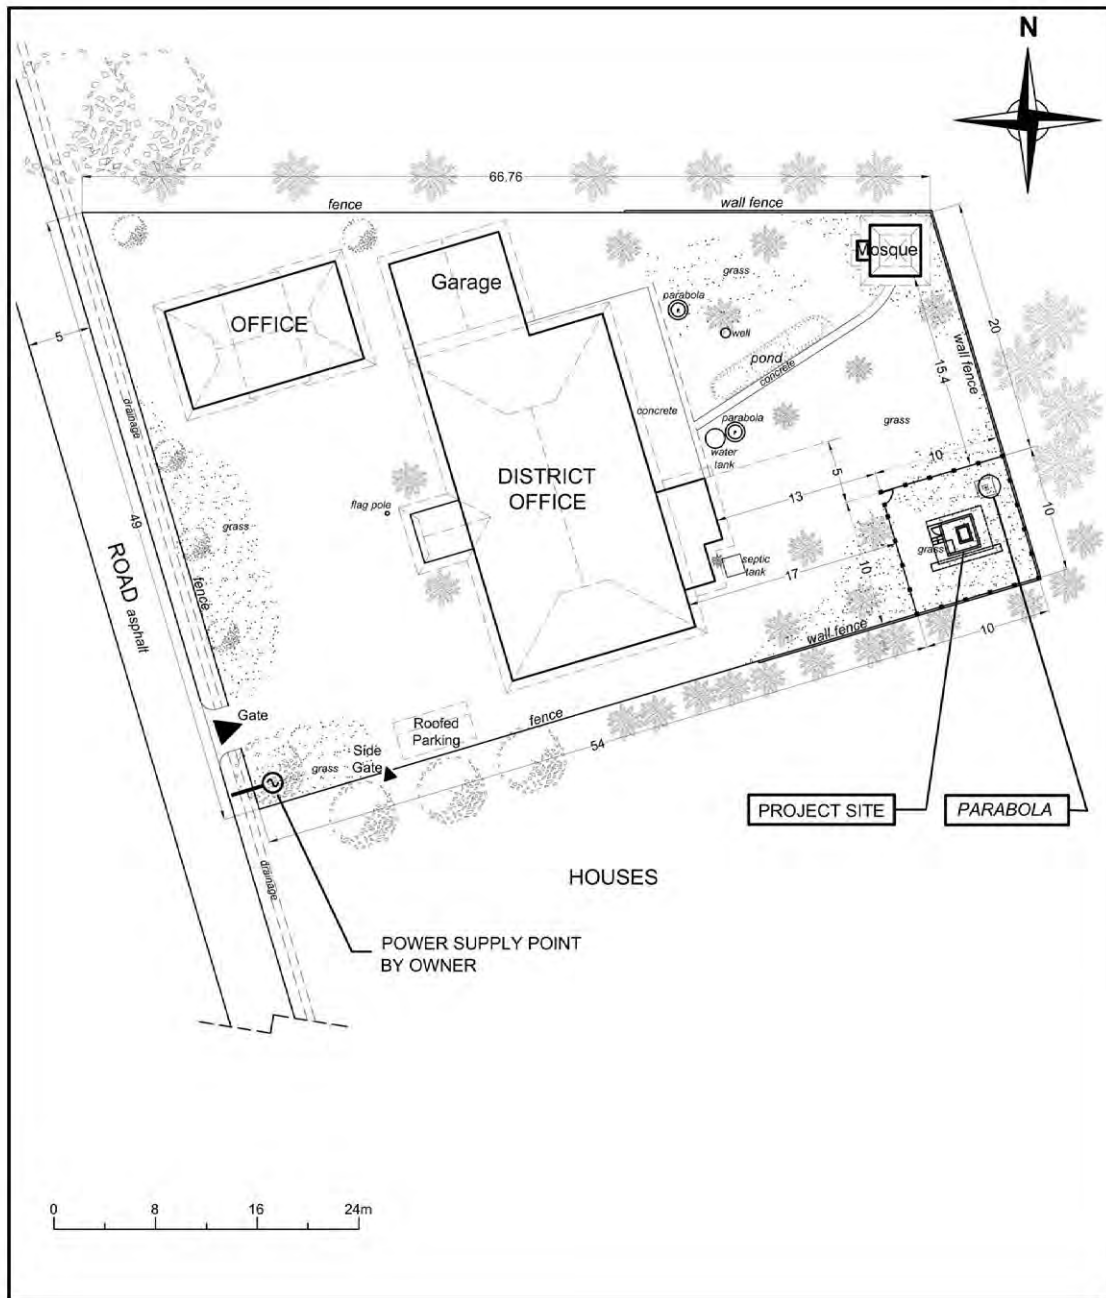 N
66.76
fence
wall fence
Mosque
Garage
grass
OFFICE
parabola
well
20
5
pond
concrete
wall fence
15.4
drainage
concrete
parabola
grass
water
tank
10
DISTRICT
OFFICE
5
13
flag pole
grass
49
10
grass
septic
tank
ROAD asphalt
17
10
fence
wall fence
10
Gate
Roofed
Parking
fence
54
Side
Gate
grass
PROJECT SITE
PARABOLA
drainage
HOUSES
POWER SUPPLY POINT
BY OWNER
0 8 16 24m